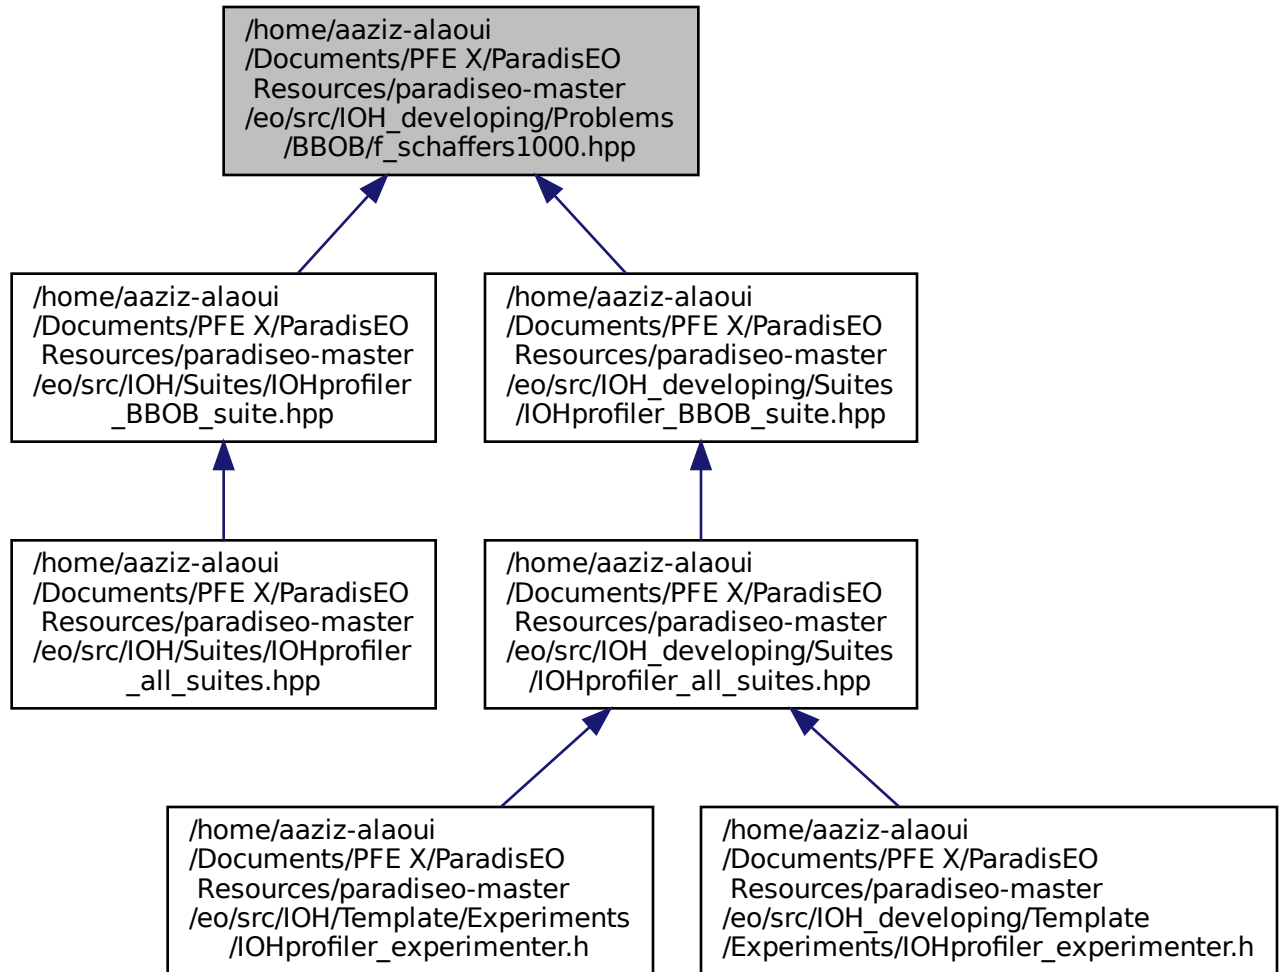 /home/aaziz-alaoui
/Documents/PFE X/ParadisEO
Resources/paradiseo-master
/eo/src/IOH_developing/Problems
/BBOB/f_schaffers1000.hpp
/home/aaziz-alaoui
/Documents/PFE X/ParadisEO
Resources/paradiseo-master
/eo/src/IOH/Suites/IOHprofiler
_BBOB_suite.hpp
/home/aaziz-alaoui
/Documents/PFE X/ParadisEO
Resources/paradiseo-master
/eo/src/IOH_developing/Suites
/IOHprofiler_BBOB_suite.hpp
/home/aaziz-alaoui
/Documents/PFE X/ParadisEO
Resources/paradiseo-master
/eo/src/IOH/Suites/IOHprofiler
_all_suites.hpp
/home/aaziz-alaoui
/Documents/PFE X/ParadisEO
Resources/paradiseo-master
/eo/src/IOH_developing/Suites
/IOHprofiler_all_suites.hpp
/home/aaziz-alaoui
/Documents/PFE X/ParadisEO
Resources/paradiseo-master
/eo/src/IOH/Template/Experiments
/IOHprofiler_experimenter.h
/home/aaziz-alaoui
/Documents/PFE X/ParadisEO
Resources/paradiseo-master
/eo/src/IOH_developing/Template
/Experiments/IOHprofiler_experimenter.h